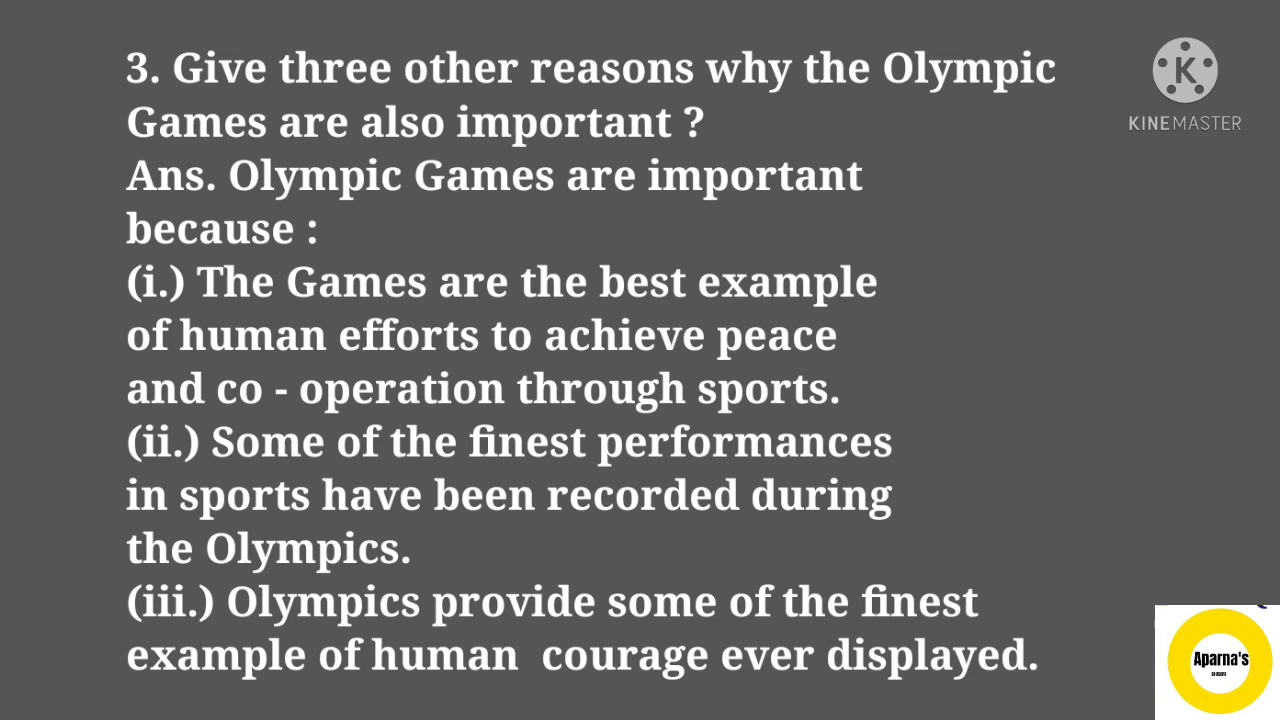 3. Give three other reasons why the Olympic
Games are also important ?
Ans. Olympic Games are important
because :
(i.) The Games are the best example
of human efforts to achieve peace
and co - operation through sports.
(ii.) Some of the finest performances
in sports have been recorded during
the Olympics.
(iii.) Olympics provide some of the finest
example of human  courage ever displayed.
K
KINEMASTER
Aparna's